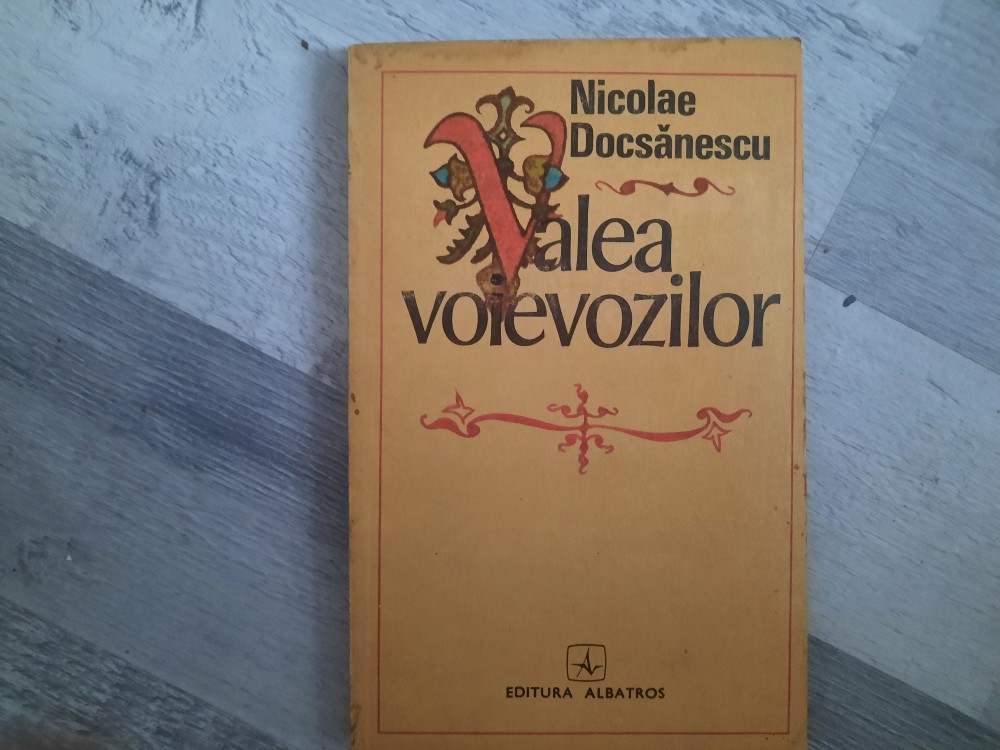 Nicolae
Docsănescu
Valea
voievozilor
EDITURA ALBATROS